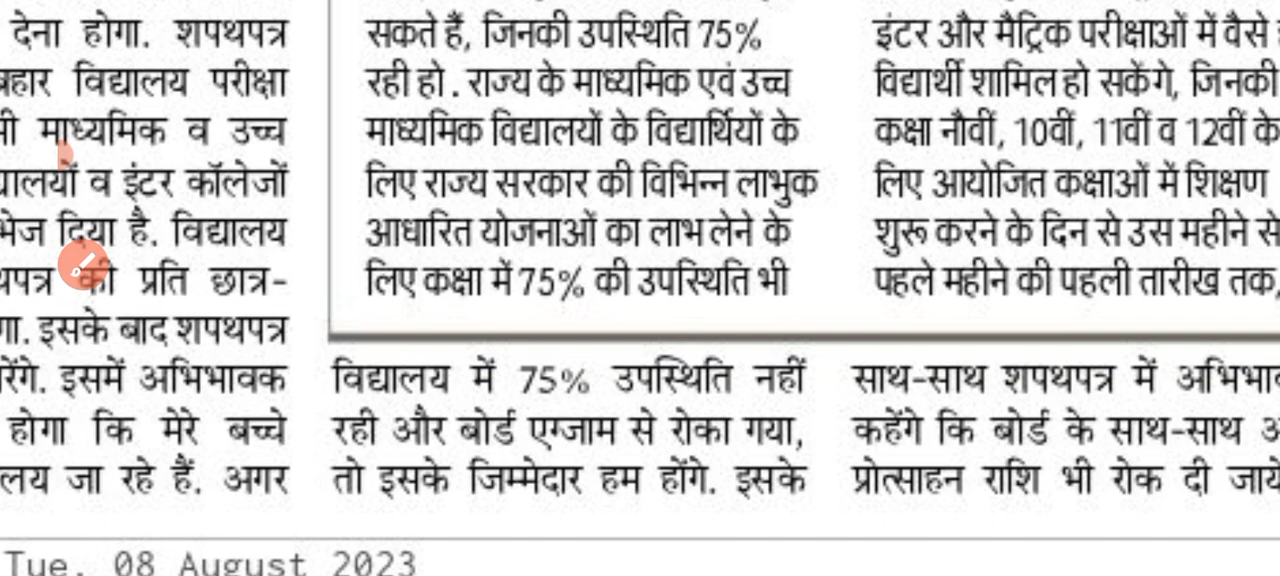 देना होगा. शपथपत्र
विद्यालय परीक्षा
माध्यमिक व उच्च
व इंटर कॉलेजों
दिया है. विद्यालय
की प्रति छात्र-
इसके बाद शपथपत्र
इसमें अभिभावक
होगा कि मेरे बच्चे
जा रहे हैं. अगर
सकते हैं, जिनकी उपस्थिति 75%
रही हो. राज्य के माध्यमिक एवं उच्च
माध्यमिक विद्यालयों के विद्यार्थियों के
लिए राज्य सरकार की विभिन्न लाभुक
आधारित योजनाओं का लाभ लेने के
लिए कक्षा में 75% की उपस्थिति भी
इंटर और मैट्रिक परीक्षाओं में वैसे
विद्यार्थी शामिल हो सकेंगे, जिनकी
कक्षा नौवीं, 10वीं, 11वीं व 12वीं के
लिए आयोजित कक्षाओं में शिक्षण
शुरू करने के दिन से उस महीने से
पहले महीने की पहली तारीख तक,
विद्यालय में 75% उपस्थिति नहीं
रही और बोर्ड एग्जाम से रोका गया,
तो इसके जिम्मेदार हम होंगे. इसके
साथ-साथ शपथपत्र में
कहेंगे कि बोर्ड के साथ-साथ
प्रोत्साहन राशि भी रोक दी
Tue, 08 August 2023